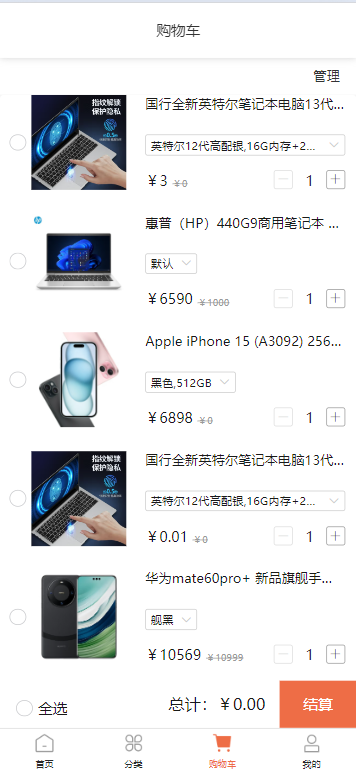 购物车
管理
指纹解锁
保护隐私
国行全新英特尔笔记本电脑13代...
英特尔12代高配银,16G内存+2...
￥3 ￥0
1
hp
惠普（HP）440G9商用笔记本 ...
默认
￥6590 ￥1000
1
Apple iPhone 15 (A3092) 256...
黑色,512GB
￥6898 ￥0
1
指纹解锁
保护隐私
国行全新英特尔笔记本电脑13代...
英特尔12代高配银,16G内存+2...
￥0.01 ￥0
1
华为mate60pro+ 新品旗舰手...
舰黑
￥10569 ￥10999
1
全选
总计：￥0.00
结算
首页
分类
购物车
我的